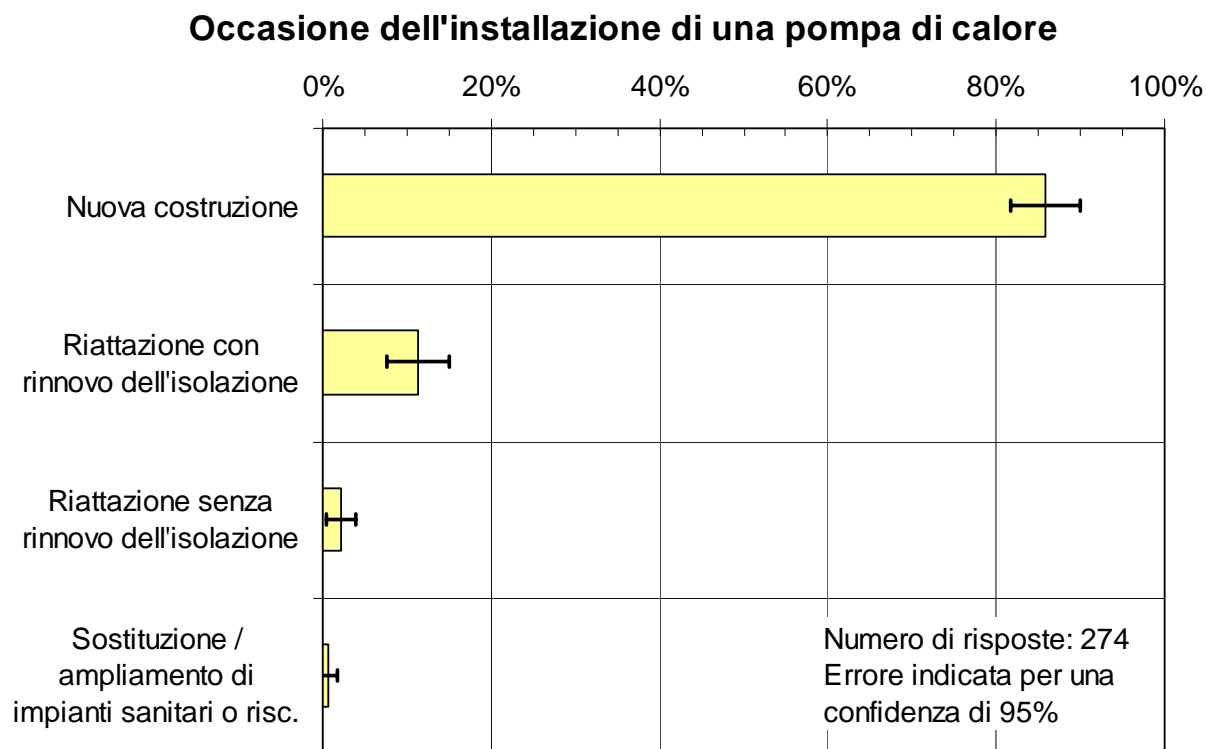 Occasione dell'installazione di una pompa di calore
0% 20% 40% 60% 80% 100%
Nuova costruzione
Riattazione con
rinnovo dell'isolazione
Riattazione senza
rinnovo dell'isolazione
Sostituzione /
ampliamento di
impianti sanitari o risc.
Numero di risposte: 274
Errore indicata per una
confidenza di 95%